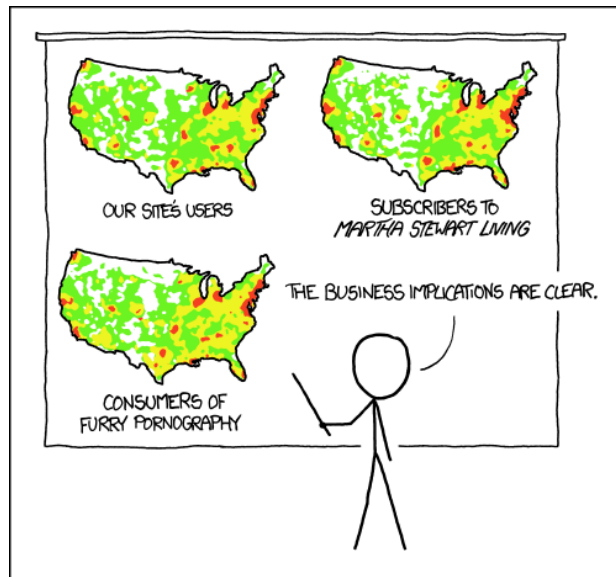 OUR SITE'S USERS
SUBSCRIBERS TO
MARTHA STEWART LIVING
CONSUMERS OF
FURRY PORNOGRAPHY
THE BUSINESS IMPLICATIONS ARE CLEAR.